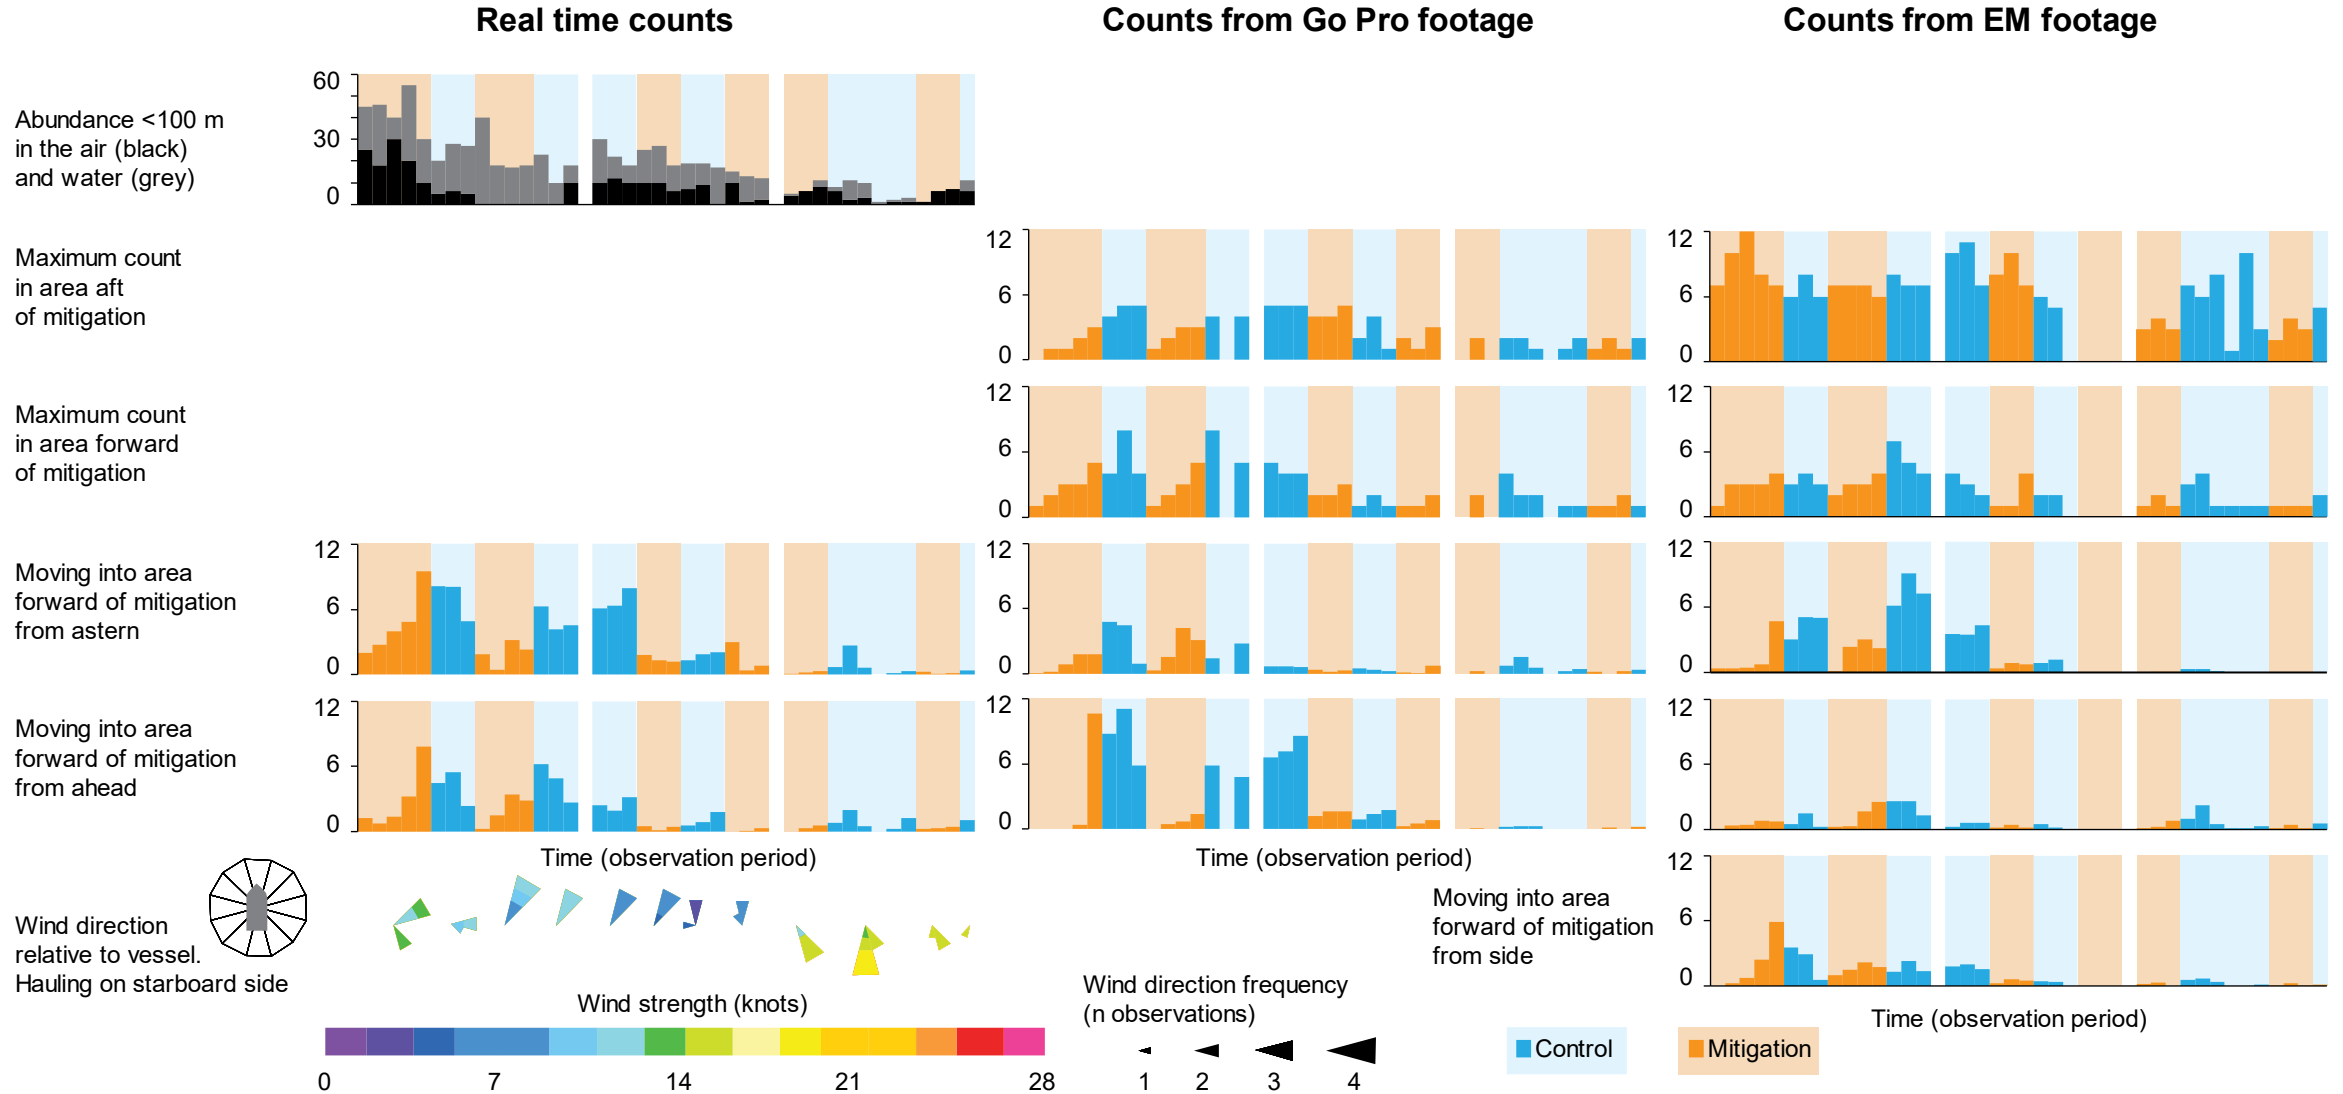 Real time counts
Counts from Go Pro footage
Counts from EM footage
Abundance <100 m
in the air (black)
and water (grey)
60
30
0
Maximum count
in area aft
of mitigation
12
6
0
12
6
0
Maximum count
in area forward
of mitigation
12
6
0
12
6
0
Moving into area
forward of mitigation
from astern
12
6
0
12
6
0
12
6
0
Moving into area
forward of mitigation
from ahead
12
6
0
12
6
0
12
6
0
Time (observation period)
Time (observation period)
Wind direction
relative to vessel.
Hauling on starboard side
Moving into area
forward of mitigation
from side
12
6
0
Time (observation period)
Wind strength (knots)
0
7
14
21
28
Wind direction frequency
(n observations)
1
2
3
4
Control
Mitigation